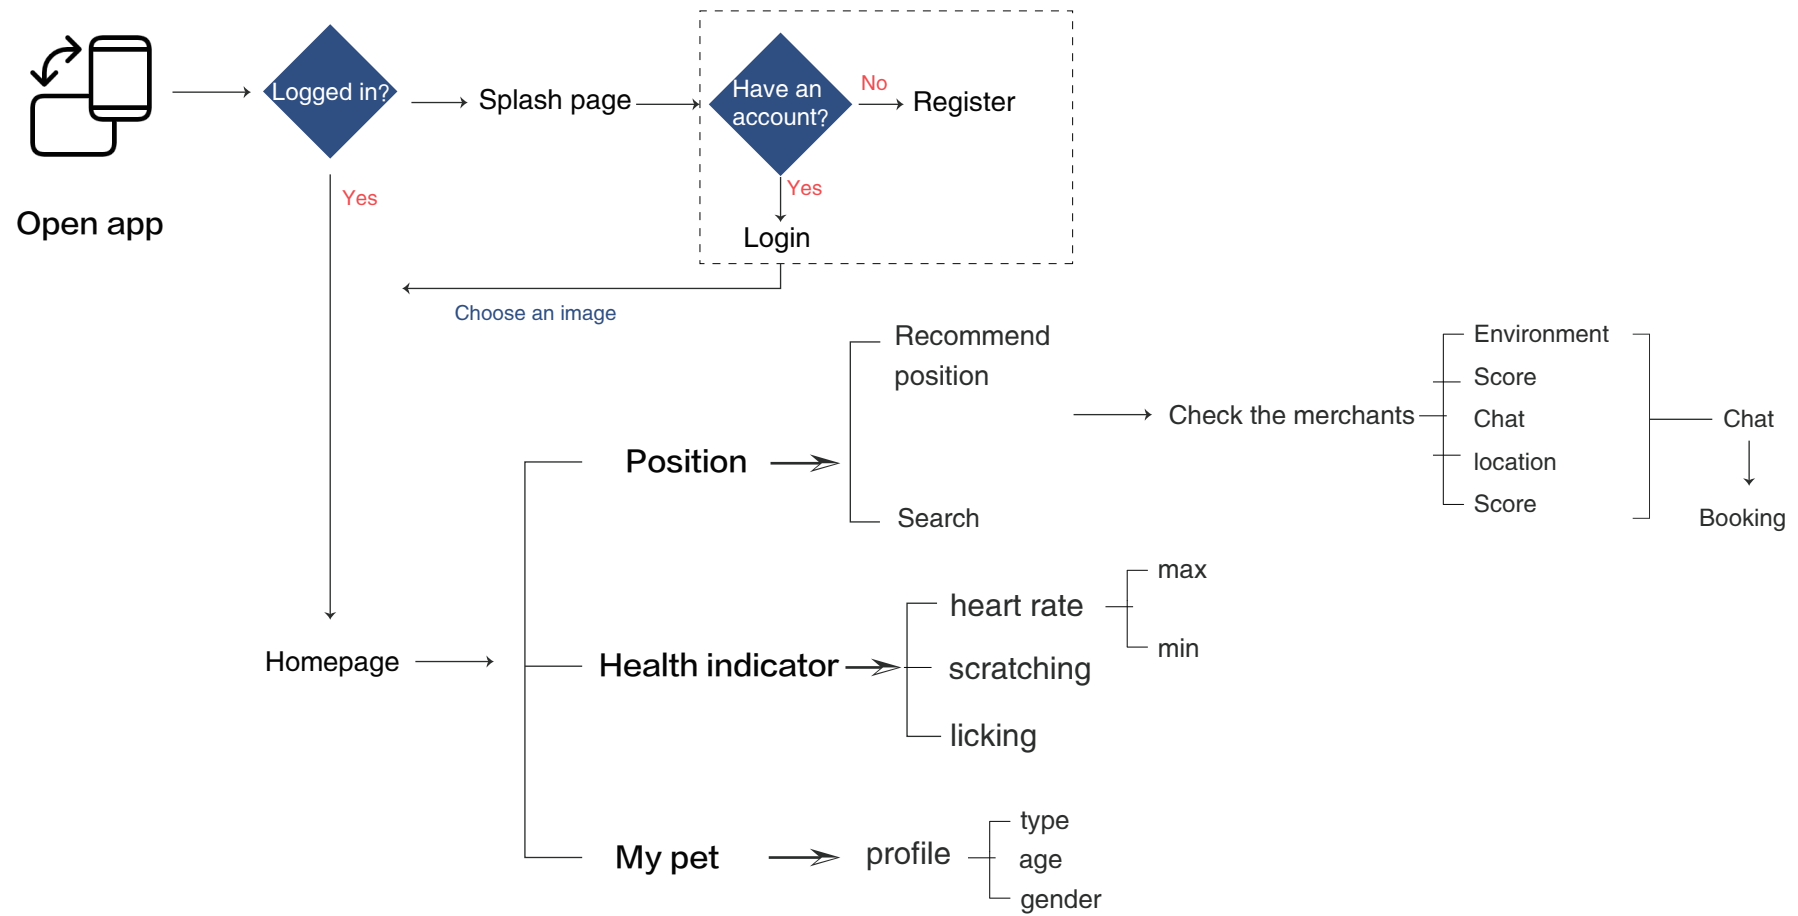 Logged in?
Splash page
Have an
account?
No
Register
Yes
Yes
Open app
Login
Choose an image
Recommend
position
Environment
Score
Check the merchants
Chat
Chat
Position
location
Score
Search
Booking
max
heart rate
min
Homepage
Health indicator
scratching
licking
type
My pet
profile
age
gender